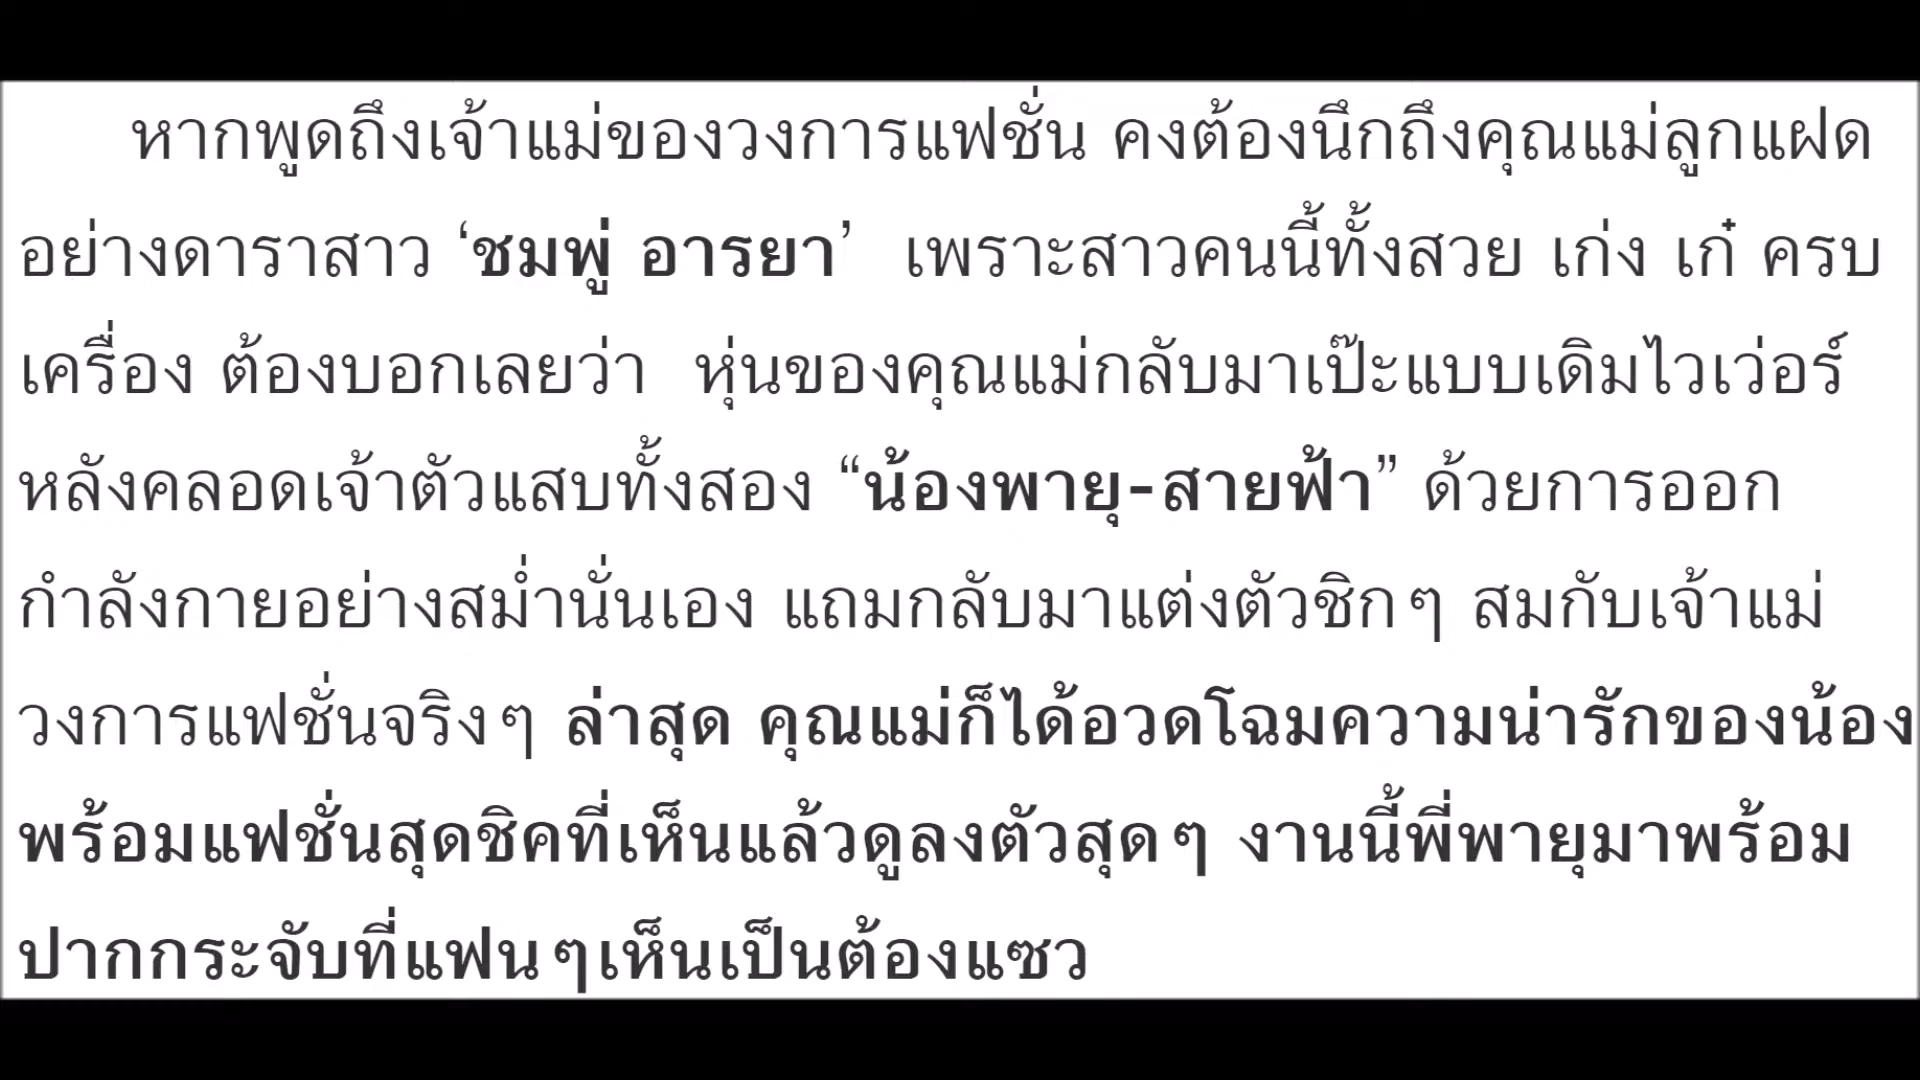 หากพูดถึงเจ้าแม่ของวงการแฟชั่น คงต้องนึกถึงคุณแม่ลูกแฝด
อย่างดาราสาว ‘ชมพู่ อารยา’ เพราะสาวคนนี้ทั้งสวย เก่ง เก๋ ครบ
เครื่อง ต้องบอกเลยว่า หุ่นของคุณแม่กลับมาเป๊ะแบบเดิมไวเว่อร์
หลังคลอดเจ้าตัวแสบทั้งสอง “น้องพายุ-สายฟ้า” ด้วยการออก
กำลังกายอย่างสม่ำนั่นเอง แถมกลับมาแต่งตัวชิกๆ สมกับเจ้าแม่
วงการแฟชั่นจริงๆ ล่าสุด คุณแม่ก็ได้อวดโฉมความน่ารักของน้อง
พร้อมแฟชั่นสุดชิคที่เห็นแล้วดูลงตัวสุดๆ งานนี้พี่พายุมาพร้อม
ปากกระจับที่แฟนๆเห็นเป็นต้องแซว